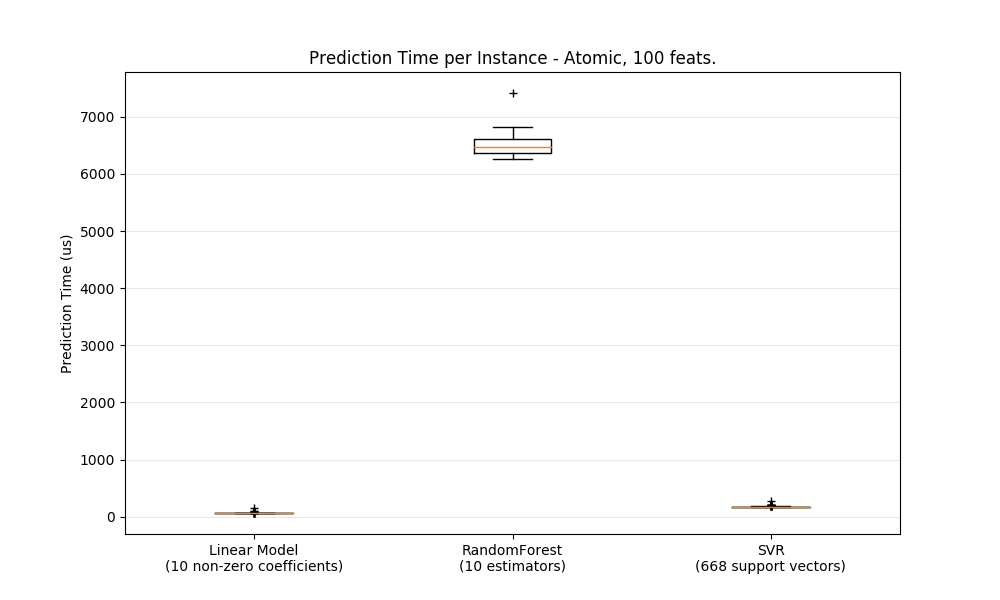 Prediction Time per Instance - Atomic, 100 feats.
Prediction Time (us)
7000
6000
5000
4000
3000
2000
1000
0
Linear Model
(10 non-zero coefficients)
RandomForest
(10 estimators)
SVR
(668 support vectors)